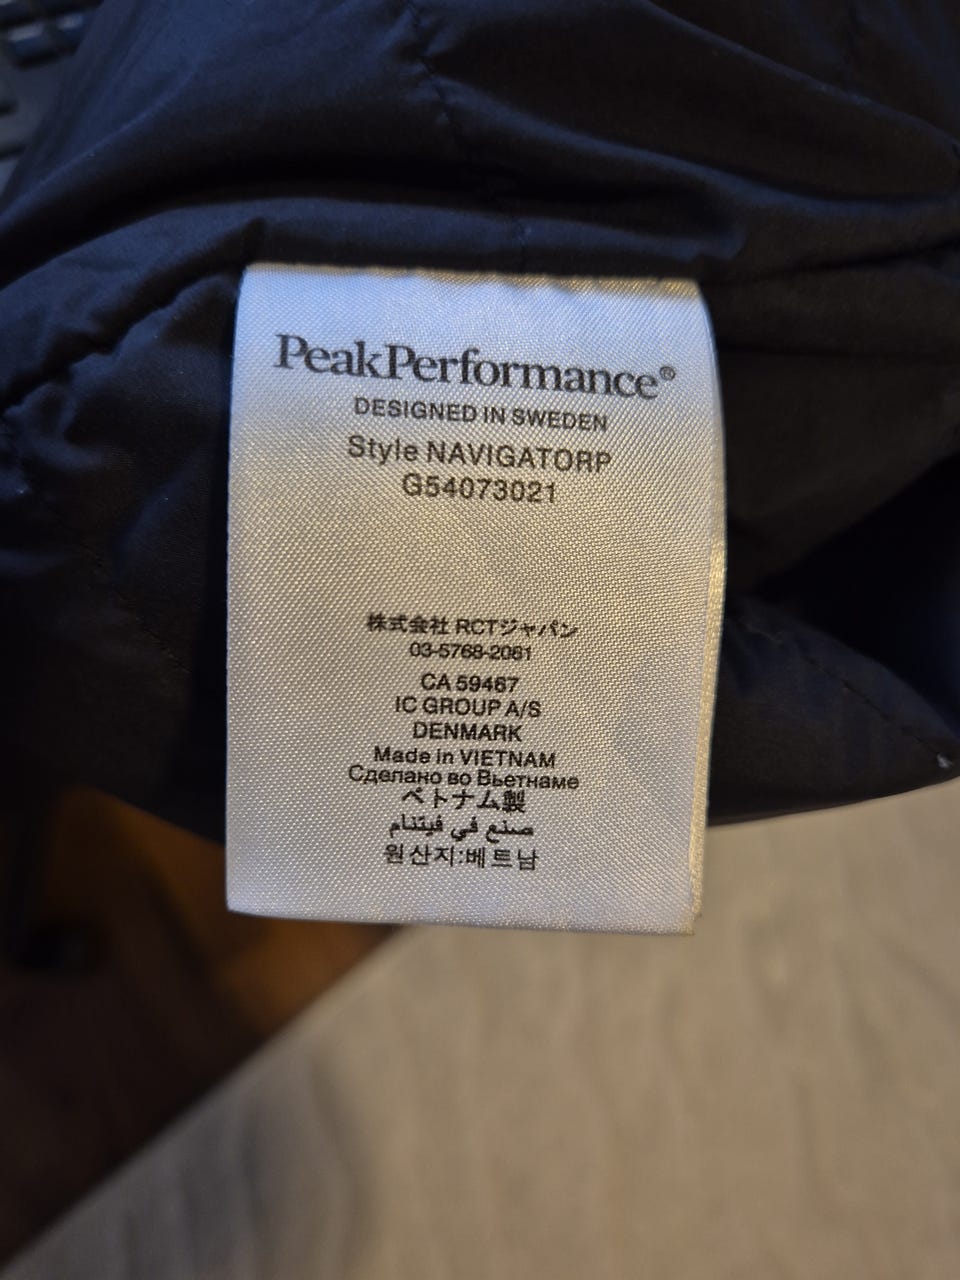 PeakPerformance®
DESIGNED IN SWEDEN
Style NAVIGATORP
G54073021
株式会社 RCTジャパン
03-5768-2061
CA 59467
IC GROUP A/S
DENMARK
Made in VIETNAM
Сделано во Вьетнаме
ベトナム製
صنع في فيتنام
원산지:베트남